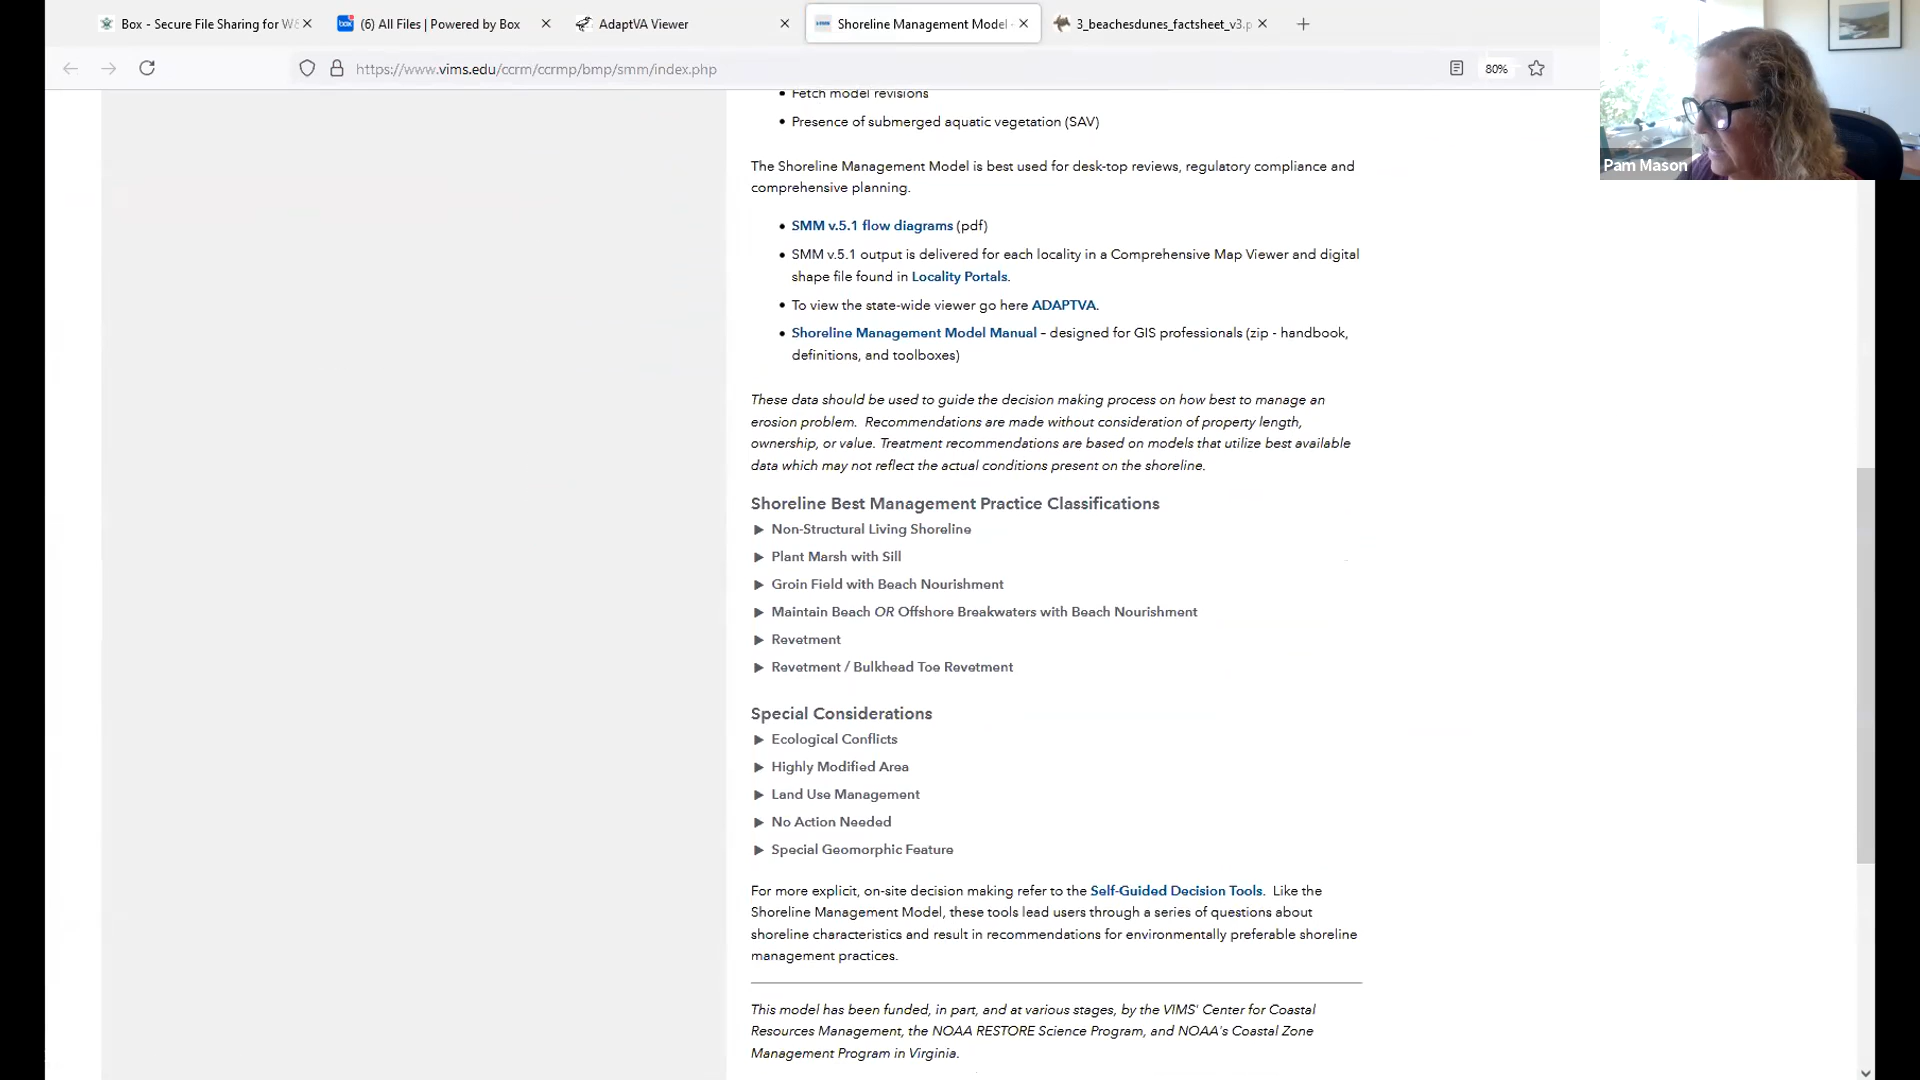 Box - Secure File Sharing for W
(6) All Files | Powered by Box
AdaptVA Viewer
Shoreline Management Model
3_beachesdunes_factsheet_v3.p
https://www.vims.edu/ccrm/ccrmp/bmp/smm/index.php
80%
Pam Mason
• Fetch model revisions
• Presence of submerged aquatic vegetation (SAV)
The Shoreline Management Model is best used for desk-top reviews, regulatory compliance and
comprehensive planning.
• SMM v.5.1 flow diagrams (pdf)
• SMM v.5.1 output is delivered for each locality in a Comprehensive Map Viewer and digital
shape file found in Locality Portals.
• To view the state-wide viewer go here ADAPTVA.
• Shoreline Management Model Manual – designed for GIS professionals (zip - handbook,
definitions, and toolboxes)
These data should be used to guide the decision making process on how best to manage an
erosion problem.  Recommendations are made without consideration of property length,
ownership, or value. Treatment recommendations are based on models that utilize best available
data which may not reflect the actual conditions present on the shoreline.
Shoreline Best Management Practice Classifications
Non-Structural Living Shoreline
Plant Marsh with Sill
Groin Field with Beach Nourishment
Maintain Beach OR Offshore Breakwaters with Beach Nourishment
Revetment
Revetment / Bulkhead Toe Revetment
Special Considerations
Ecological Conflicts
Highly Modified Area
Land Use Management
No Action Needed
Special Geomorphic Feature
For more explicit, on-site decision making refer to the Self-Guided Decision Tools.  Like the
Shoreline Management Model, these tools lead users through a series of questions about
shoreline characteristics and result in recommendations for environmentally preferable shoreline
management practices.
This model has been funded, in part, and at various stages, by the VIMS' Center for Coastal
Resources Management, the NOAA RESTORE Science Program, and NOAA's Coastal Zone
Management Program in Virginia.